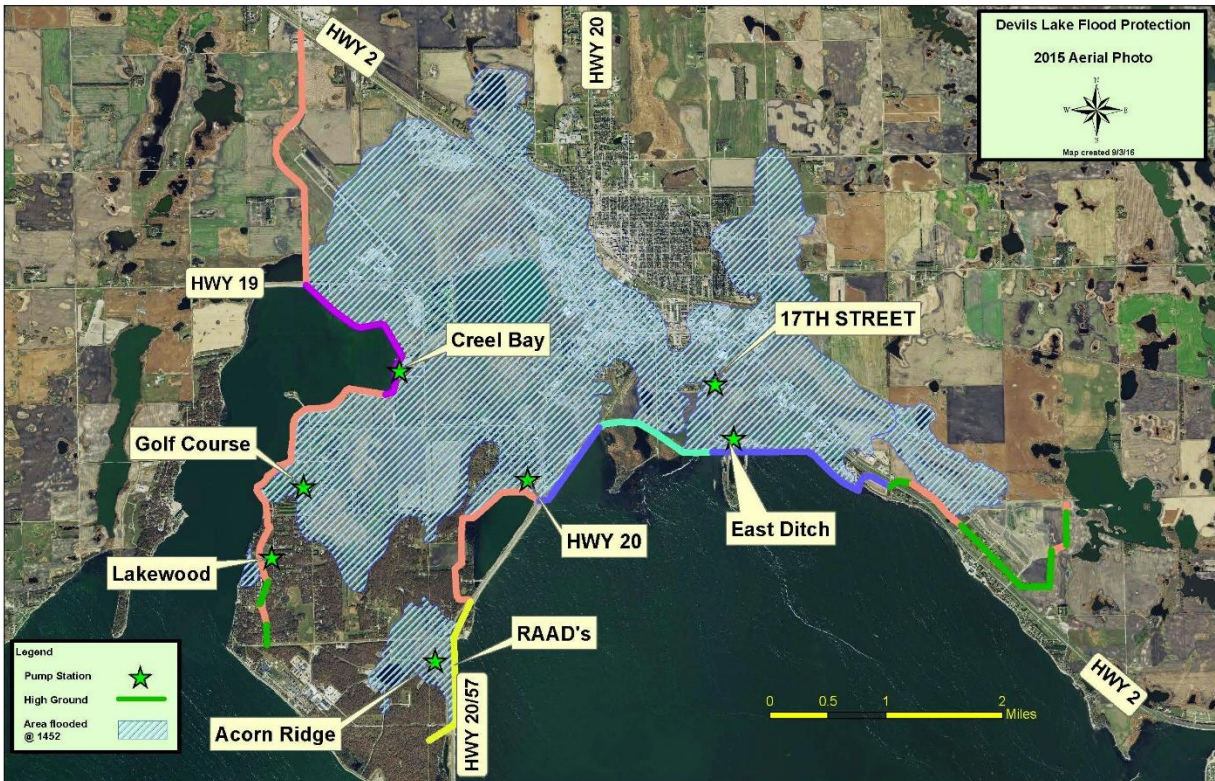 Devils Lake Flood Protection
2015 Aerial Photo
N
W
E
S
Map created 9/3/16
HWY 2
HWY 20
HWY 19
Creel Bay
17TH STREET
Golf Course
HWY 20
East Ditch
Lakewood
RAAD's
Acorn Ridge
HWY 20/57
HWY 2
0
0.5
1
2
Miles
Legend
Pump Station
High Ground
Area flooded
@ 1452